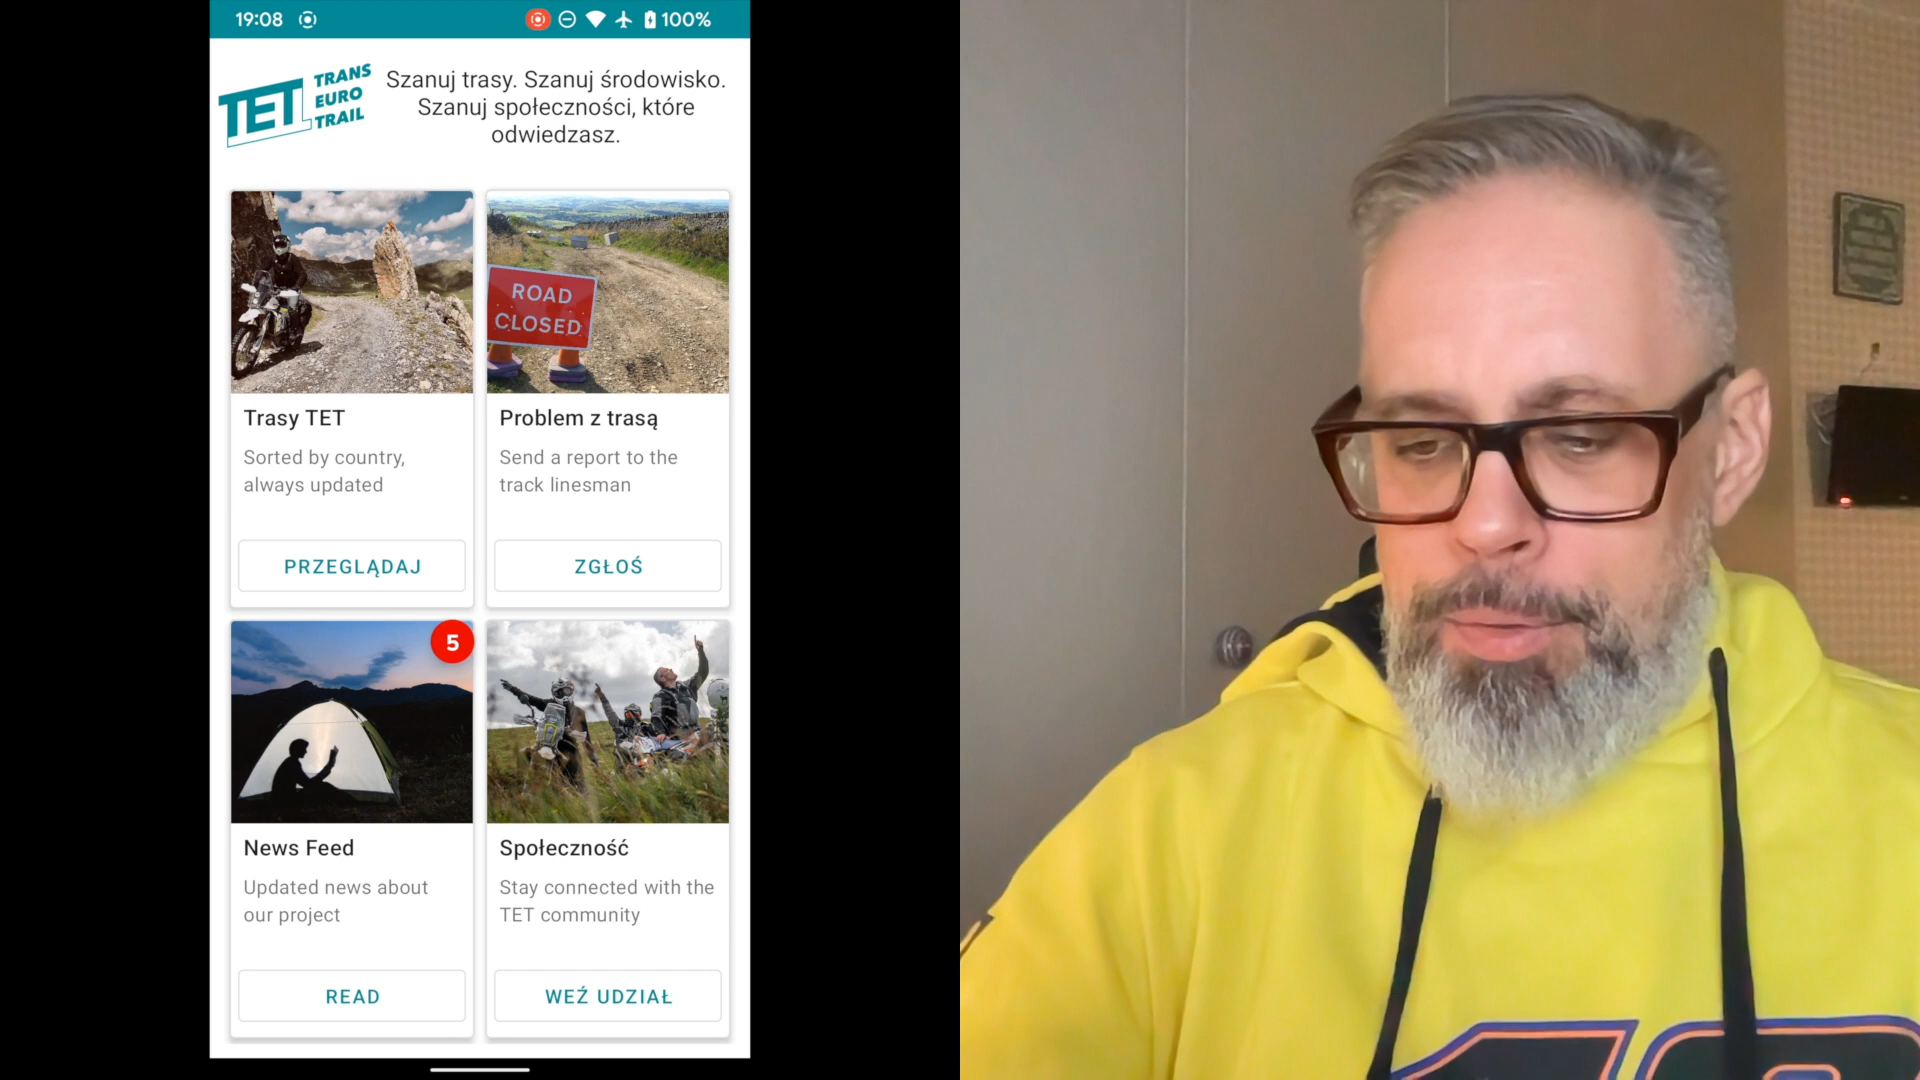 19:08
100%
TET TRANS
EURO
TRAIL
Szanuj trasy. Szanuj środowisko.
Szanuj społeczności, które
odwiedzasz.
ROAD
CLOSED
Trasy TET
Sorted by country,
always updated
PRZEGLĄDAJ
Problem z trasą
Send a report to the
track linesman
ZGŁOŚ
5
News Feed
Updated news about
our project
READ
Społeczność
Stay connected with the
TET community
WEŹ UDZIAŁ